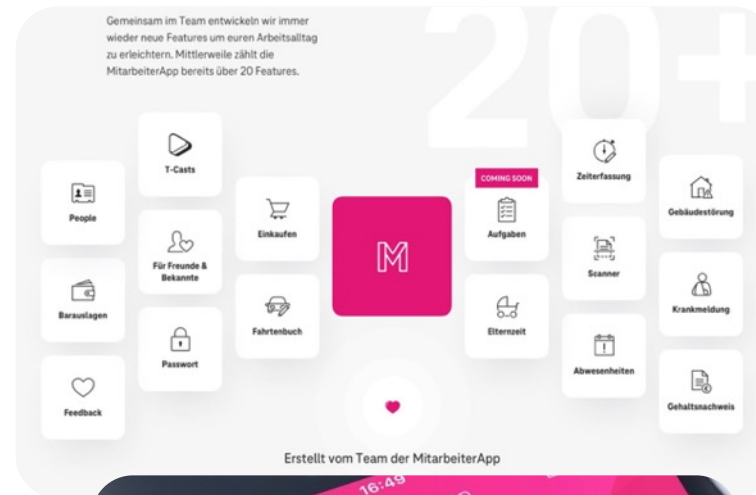 Gemeinsam im Team entwickeln wir immer
wieder neue Features um euren Arbeitsalltag
zu erleichtern. Mittlerweile zählt die
MitarbeiterApp bereits über 20 Features.
20+
People
Barauslagen
Feedback
T-Casts
Für Freunde &
Bekannte
Passwort
Einkaufen
Fahrtenbuch
M
COMING SOON
Aufgaben
Elternzeit
Zeiterfassung
Scanner
Abwesenheiten
Gebäudestörung
Krankmeldung
Gehaltsnachweis
Erstellt vom Team der MitarbeiterApp
16:49